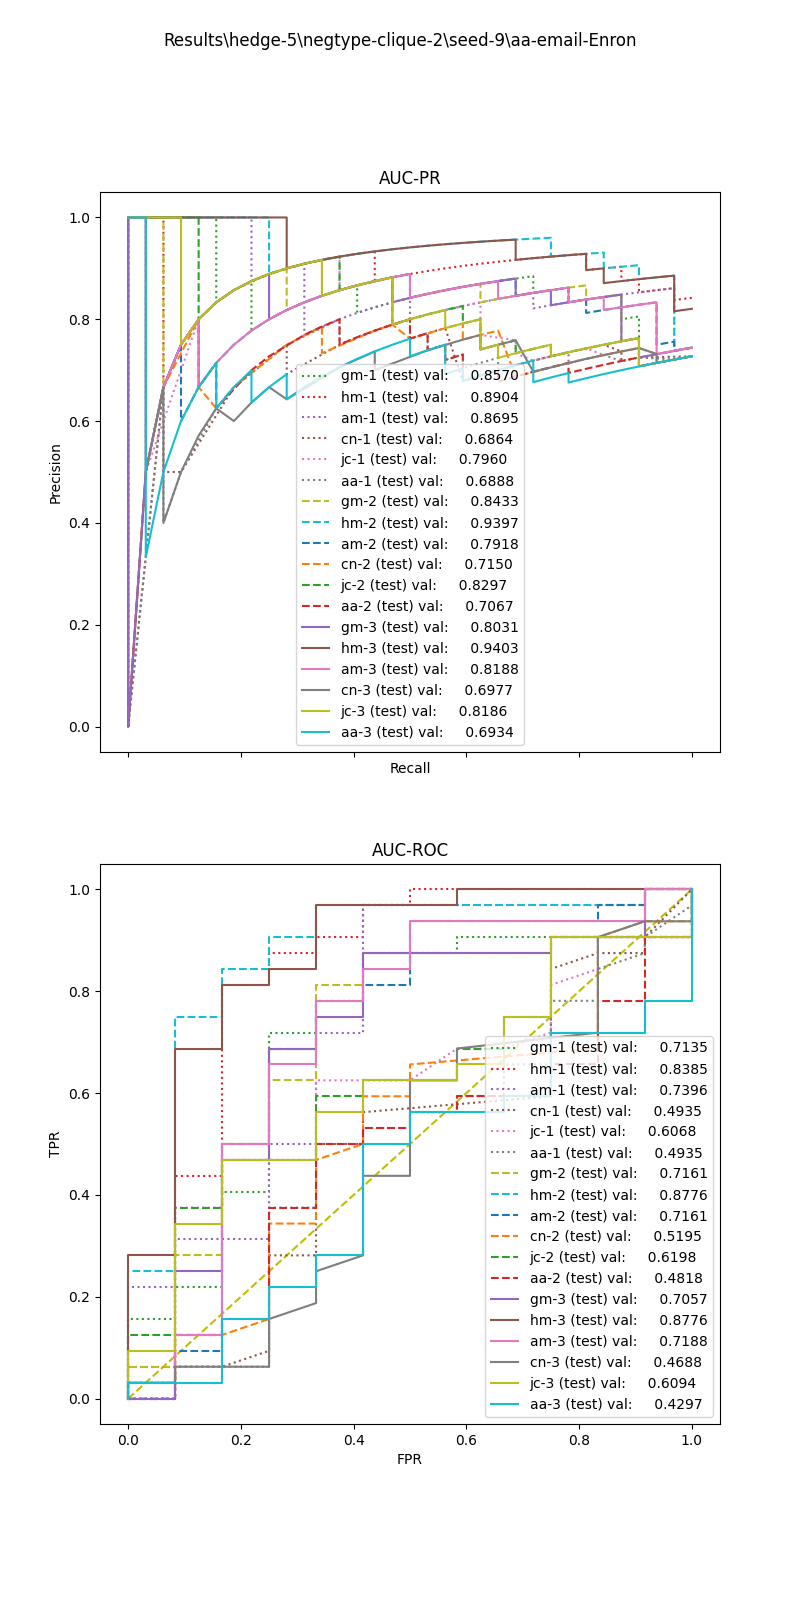 Results\hedge-5\negtype-clique-2\seed-9\aa-email-Enron
AUC-PR
1.0
0.8
0.6
0.4
0.2
0.0
Precision
Recall
gm-1 (test) val: 0.8570
hm-1 (test) val: 0.8904
am-1 (test) val: 0.8695
cn-1 (test) val: 0.6864
jc-1 (test) val: 0.7960
aa-1 (test) val: 0.6888
gm-2 (test) val: 0.8433
hm-2 (test) val: 0.9397
am-2 (test) val: 0.7918
cn-2 (test) val: 0.7150
jc-2 (test) val: 0.8297
aa-2 (test) val: 0.7067
gm-3 (test) val: 0.8031
hm-3 (test) val: 0.9403
am-3 (test) val: 0.8188
cn-3 (test) val: 0.6977
jc-3 (test) val: 0.8186
aa-3 (test) val: 0.6934
AUC-ROC
1.0
0.8
0.6
0.4
0.2
0.0
TPR
0.0 0.2 0.4 0.6 0.8 1.0
FPR
gm-1 (test) val: 0.7135
hm-1 (test) val: 0.8385
am-1 (test) val: 0.7396
cn-1 (test) val: 0.4935
jc-1 (test) val: 0.6068
aa-1 (test) val: 0.4935
gm-2 (test) val: 0.7161
hm-2 (test) val: 0.8776
am-2 (test) val: 0.7161
cn-2 (test) val: 0.5195
jc-2 (test) val: 0.6198
aa-2 (test) val: 0.4818
gm-3 (test) val: 0.7057
hm-3 (test) val: 0.8776
am-3 (test) val: 0.7188
cn-3 (test) val: 0.4688
jc-3 (test) val: 0.6094
aa-3 (test) val: 0.4297